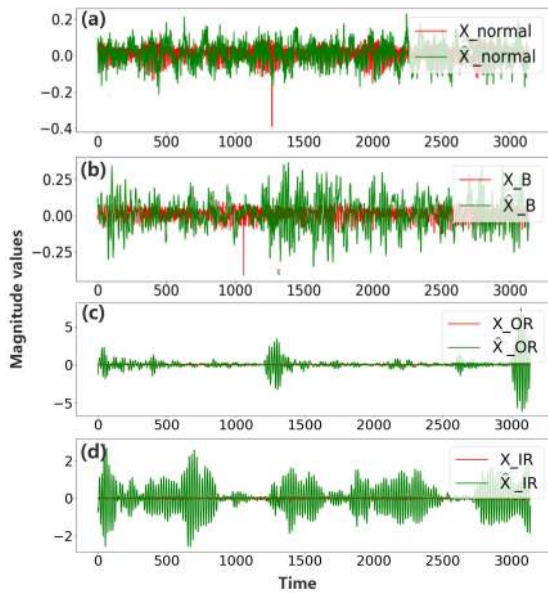 Magnitude values
(a)
X_normal
X̂_normal
0.2
0.0
−0.2
−0.4
0 500 1000 1500 2000 2500 3000
(b)
X_B
X̂_B
0.25
0.00
−0.25
0 500 1000 1500 2000 2500 3000
(c)
X_OR
X̂_OR
5
0
−5
0 500 1000 1500 2000 2500 3000
(d)
X_IR
X̂_IR
2
0
−2
0 500 1000 1500 2000 2500 3000
Time